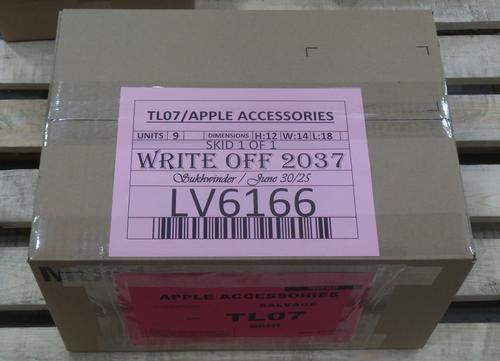 TL07/APPLE ACCESSORIES
UNITS 9 DIMENSIONS H:12 W:14 L:18
SKID 1 OF 1
WRITE OFF 2037
Sukhwinder / June 30/25
LV6166
APPLE ACCESSORIES
SALVAGE
TL07